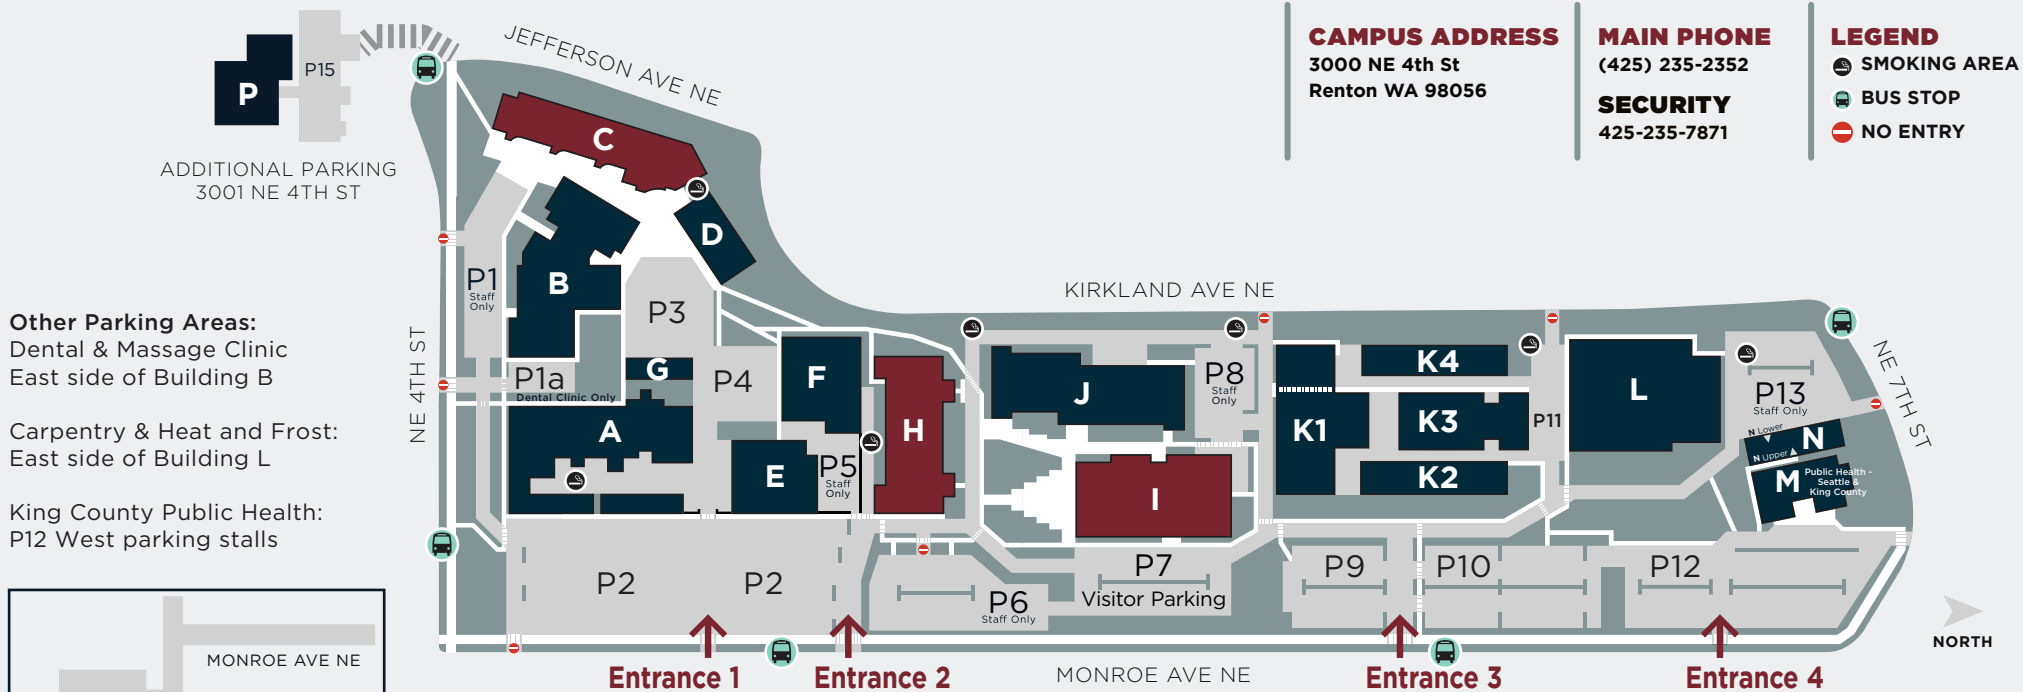 CAMPUS ADDRESS
3000 NE 4th St
Renton WA 98056
MAIN PHONE
(425) 235-2352
SECURITY
425-235-7871
LEGEND
SMOKING AREA
BUS STOP
NO ENTRY
P
P15
ADDITIONAL PARKING
3001 NE 4TH ST
JEFFERSON AVE NE
C
D
B
P1
Staff
Only
P3
KIRKLAND AVE NE
NE 4TH ST
NE 7TH ST
Other Parking Areas:
Dental & Massage Clinic
East side of Building B
Carpentry & Heat and Frost:
East side of Building L
King County Public Health:
P12 West parking stalls
P1a
Dental Clinic Only
G
P4
F
A
E
P5
Staff
Only
H
J
P8
Staff
Only
I
K1
K4
K3
K2
P11
L
P13
Staff Only
N Lower
N
N Upper
M
Public Health -
Seattle &
King County
P2
P2
P6
Staff Only
P7
Visitor Parking
P9
P10
P12
NORTH
Entrance 1
Entrance 2
MONROE AVE NE
Entrance 3
Entrance 4
MONROE AVE NE